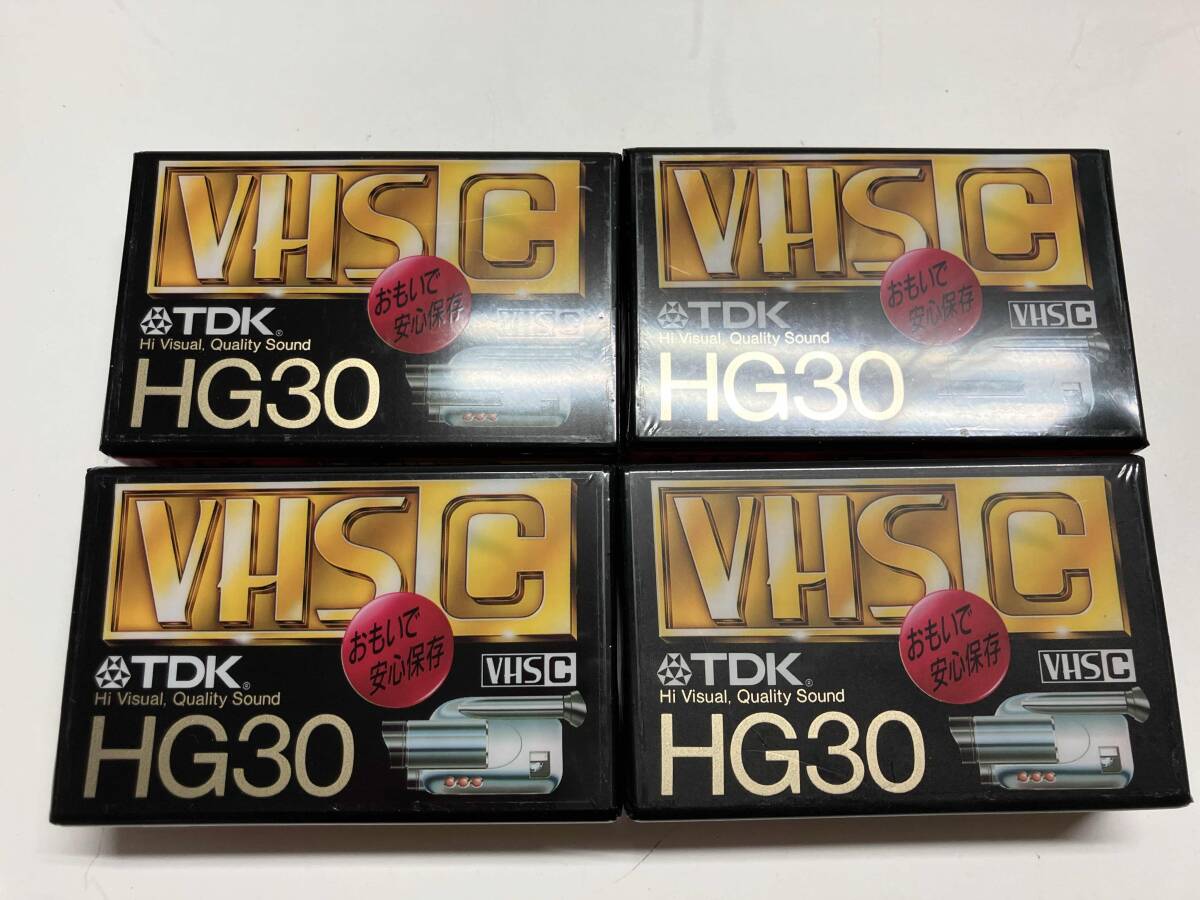 VHS C
おもいで
安心保存
TDK®
VHS C
Hi Visual, Quality Sound
HG30
VHS C
おもいで
安心保存
TDK®
VHS C
Hi Visual, Quality Sound
HG30
VHS C
おもいで
安心保存
TDK®
VHS C
Hi Visual, Quality Sound
HG30
VHS C
おもいで
安心保存
TDK®
VHS C
Hi Visual, Quality Sound
HG30